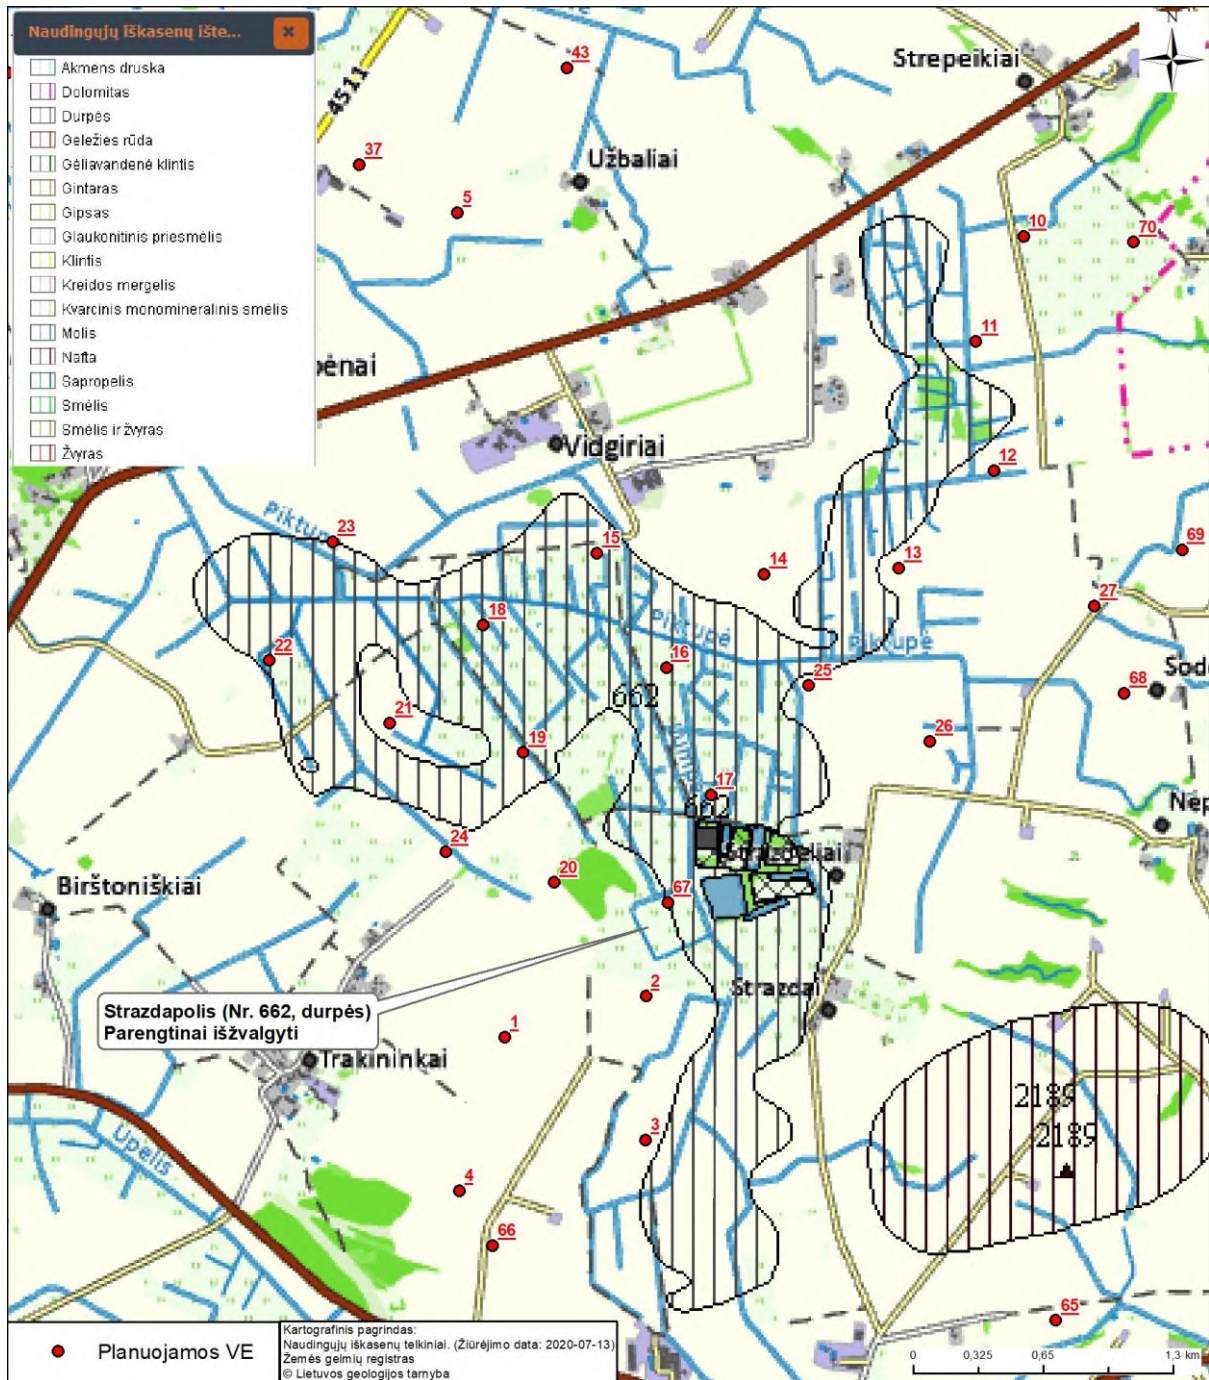 Naudingųjų iškasenų ište...
Akmens druska
Dolomitas
Durpės
Geležies rūda
Gėliavandenė klintis
Gintaras
Gipsas
Glaukonitinis priesmėlis
Klintis
Kreidos mergelis
Kvarcinis monomineralinis smėlis
Molis
Nafta
Sapropelis
Smėlis
Smėlis ir žvyras
Žvyras
N
43
Strepeikiai
4511
37
Užbaliai
5
10
70
11
ėnai
Vidgiriai
12
Piktupė
23
15
14
13
69
27
18
Piktupė
Piktupė
22
16
25
68
662
21
26
19
17
662
Nep
24
Strazdeliai
20
Birštoniškiai
67
2
Strazdai
Strazdapolis (Nr. 662, durpės)
Parengtinai išžvalgyti
1
Trakininkai
2189
2189
3
Upelis
4
66
65
Planuojamos VE
Kartografinis pagrindas:
Naudingųjų iškasenų telkiniai. (Žiūrėjimo data: 2020-07-13)
Žemės gelmių registras
© Lietuvos geologijos tarnyba
0 0,325 0,65 1,3 km